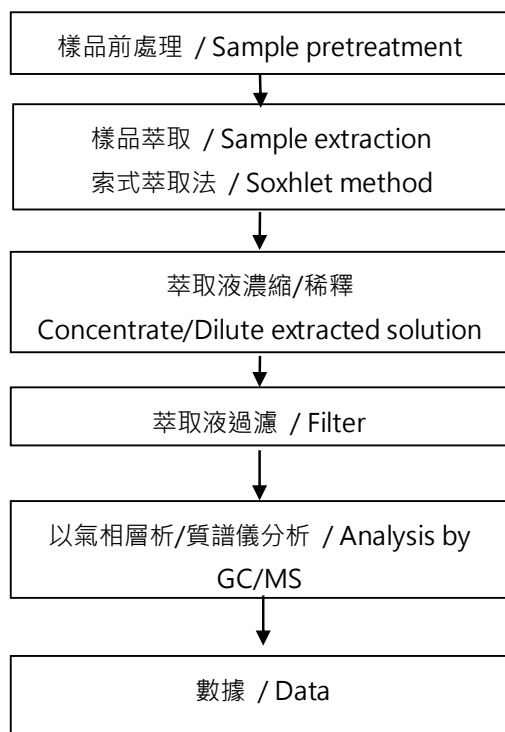 樣品前處理 / Sample pretreatment
樣品萃取 / Sample extraction
索式萃取法 / Soxhlet method
萃取液濃縮/稀釋
Concentrate/Dilute extracted solution
萃取液過濾 / Filter
以氣相層析/質譜儀分析 / Analysis by
GC/MS
數據 / Data